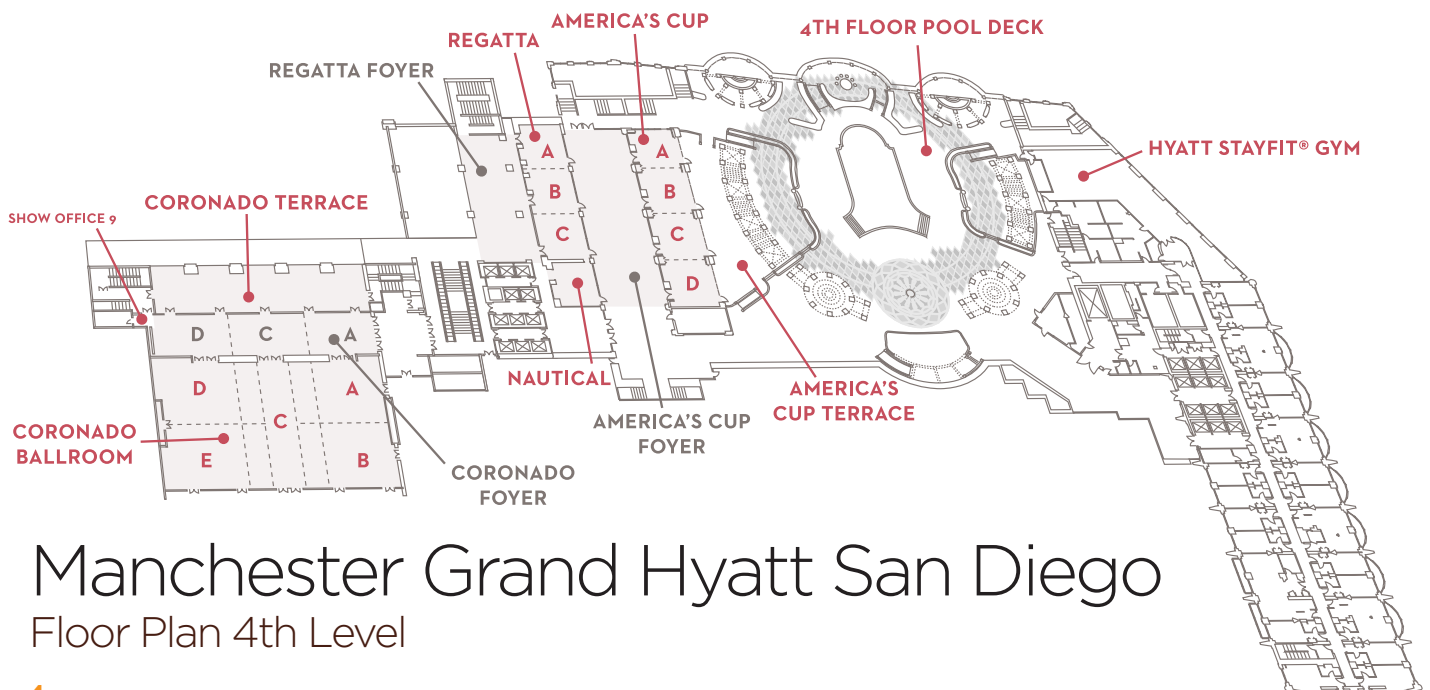 AMERICA'S CUP
4TH FLOOR POOL DECK
REGATTA
REGATTA FOYER
HYATT STAYFIT® GYM
A
A
B
B
CORONADO TERRACE
SHOW OFFICE 9
C
C
D
D
C
A
NAUTICAL
AMERICA'S
CUP TERRACE
D
A
C
AMERICA'S CUP
FOYER
CORONADO
BALLROOM
E
B
CORONADO
FOYER
Manchester Grand Hyatt San Diego
Floor Plan 4th Level